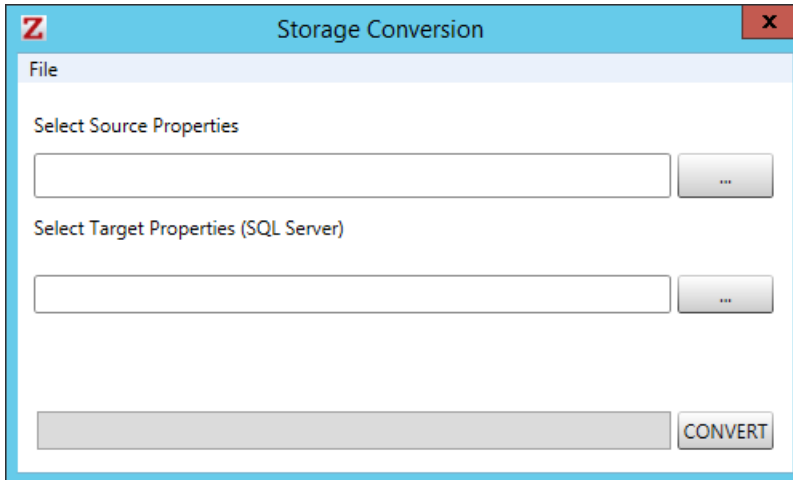 Z
Storage Conversion
x
File
Select Source Properties
...
Select Target Properties (SQL Server)
...
CONVERT